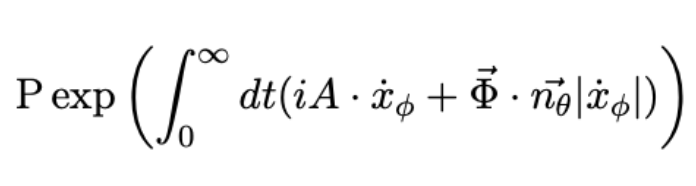 P exp ( ∫₀^∞ dt(iA · ẋ_ϕ + Φ⃗ · n⃗_θ|ẋ_ϕ|) )